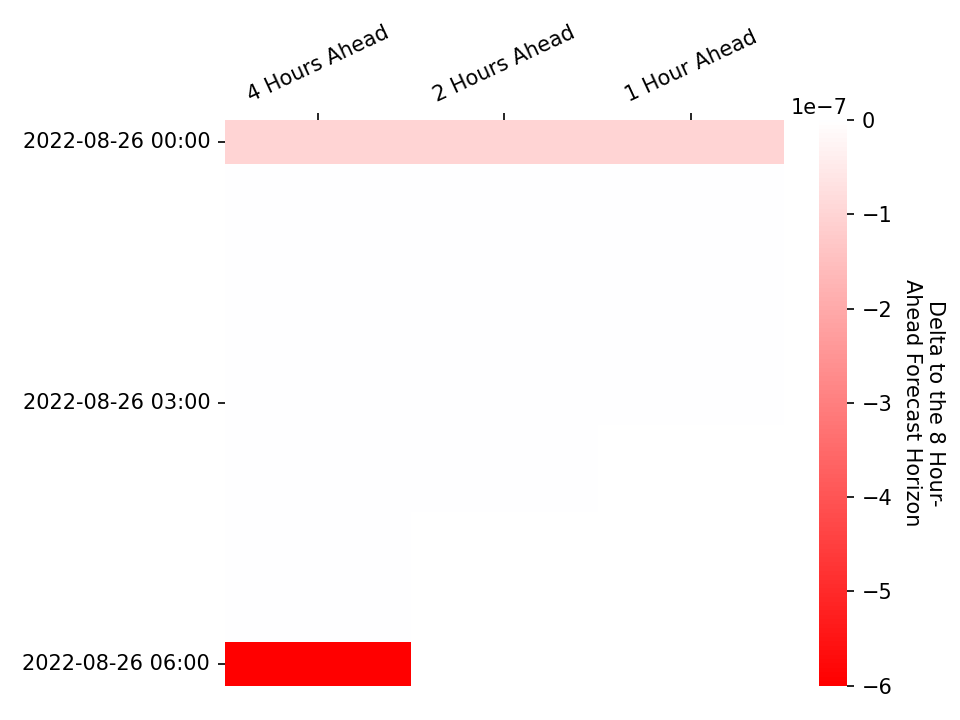 4 Hours Ahead
2 Hours Ahead
1 Hour Ahead
1e−7
2022-08-26 00:00
2022-08-26 03:00
2022-08-26 06:00
0
−1
−2
−3
−4
−5
−6
Delta to the 8 Hour-
Ahead Forecast Horizon